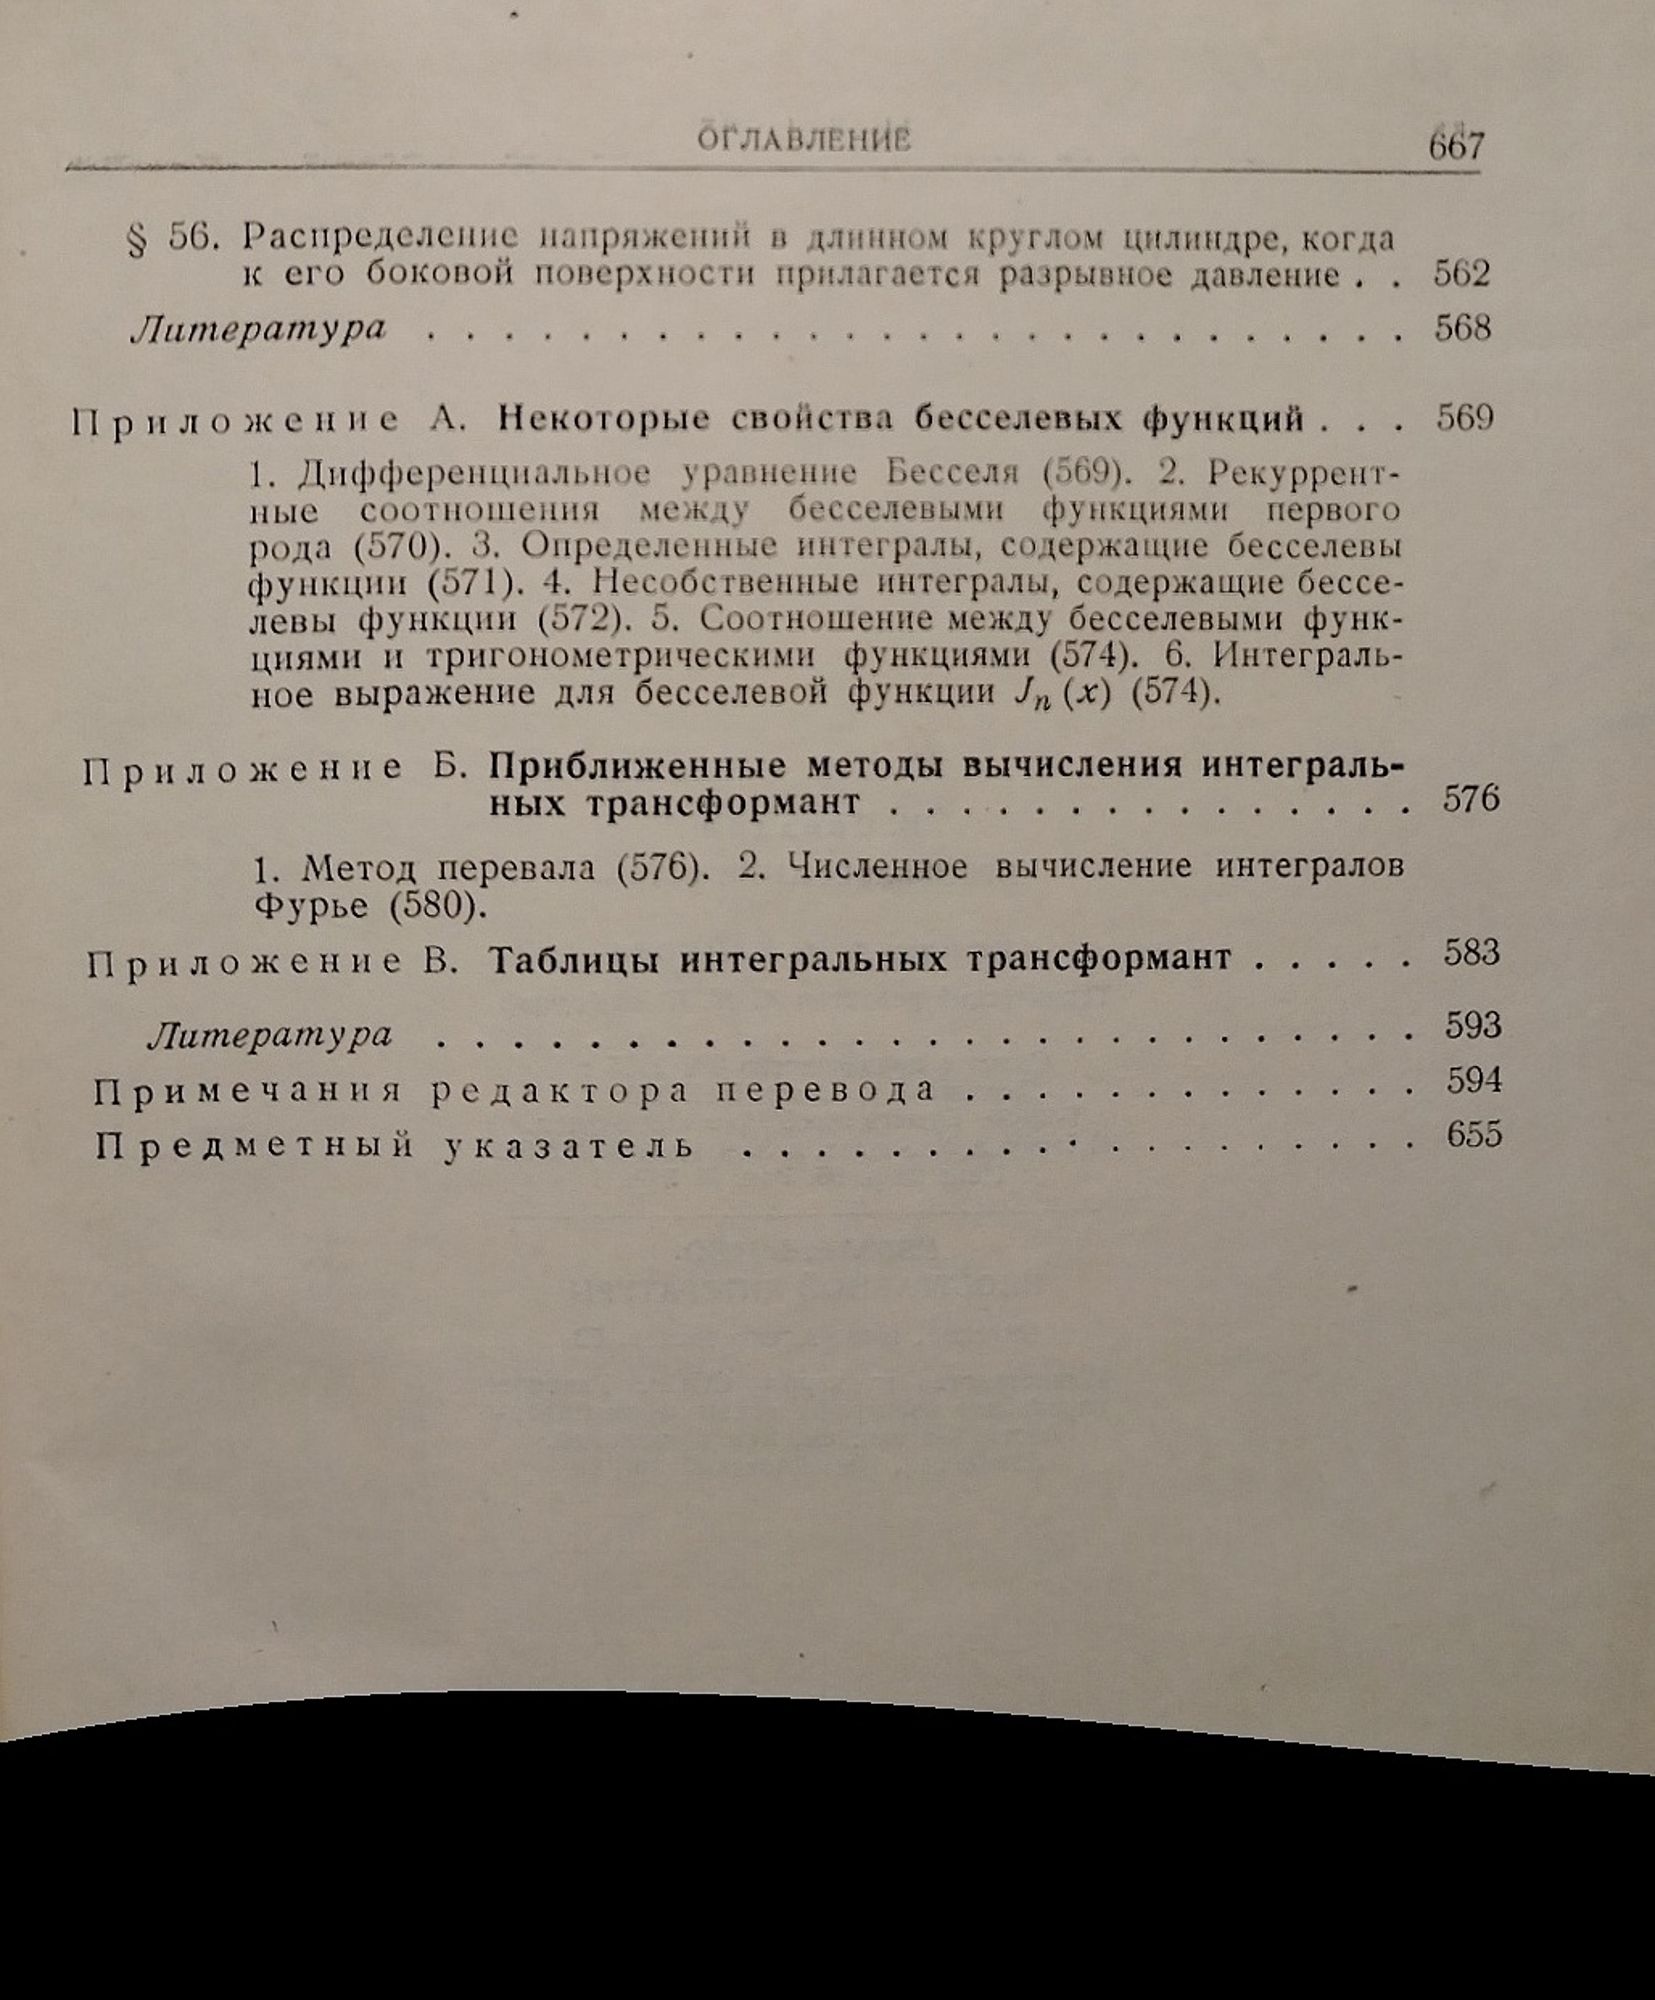 ОГЛАВЛЕНИЕ 667
§ 56. Распределение напряжений в длинном круглом цилиндре, когда
к его боковой поверхности прилагается разрывное давление . . 562
Литература . . . . . . . . . . . . . . . . . . . . . . . . . . . 568
Приложение А. Некоторые свойства бесселевых функций . . . 569
1. Дифференциальное уравнение Бесселя (569). 2. Рекуррент-
ные соотношения между бесселевыми функциями первого
рода (570). 3. Определенные интегралы, содержащие бесселевы
функции (571). 4. Несобственные интегралы, содержащие бессе-
левы функции (572). 5. Соотношение между бесселевыми функ-
циями и тригонометрическими функциями (574). 6. Интеграль-
ное выражение для бесселевой функции Jn (x) (574).
Приложение Б. Приближенные методы вычисления интеграль-
ных трансформант . . . . . . . . . . . . . . . 576
1. Метод перевала (576). 2. Численное вычисление интегралов
Фурье (580).
Приложение В. Таблицы интегральных трансформант . . . . . 583
Литература . . . . . . . . . . . . . . . . . . . . . . . . . . . 593
Примечания редактора перевода . . . . . . . . . . . . . 594
Предметный указатель . . . . . . . . . . . . . . . . . . . 655